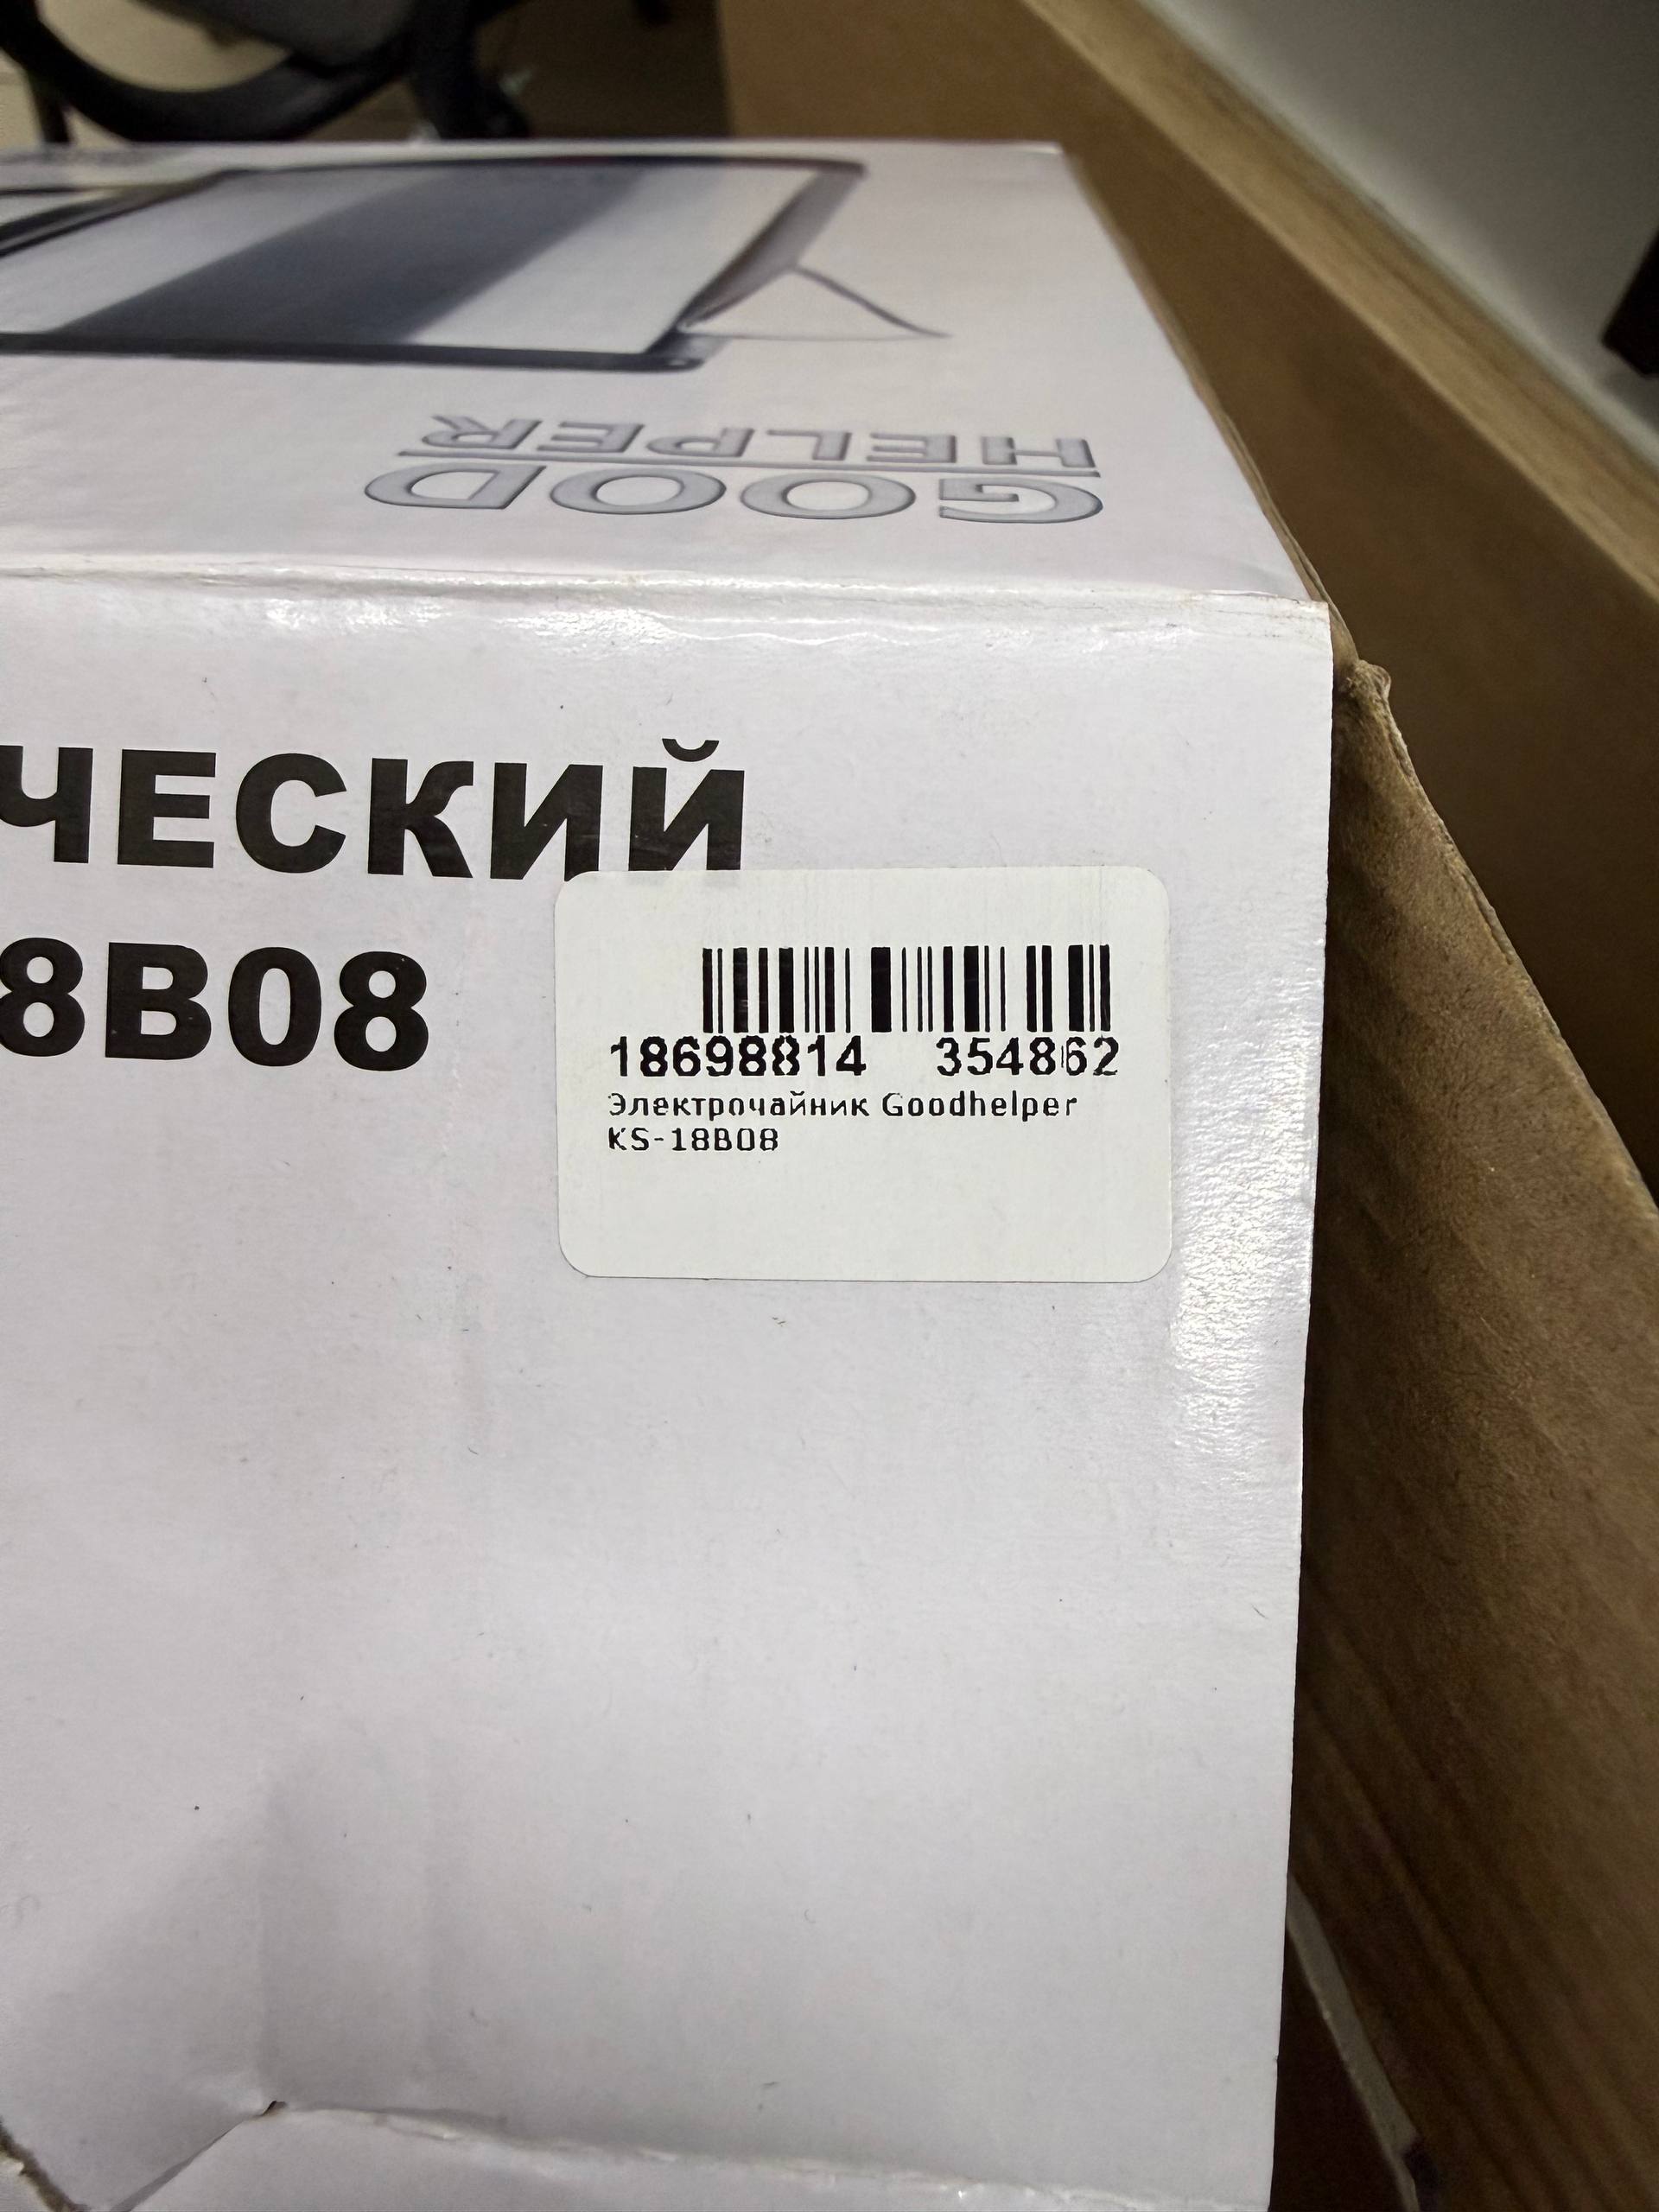 GOOD
HELPER
ЧЕСКИЙ
8B08
18698814 354862
Электрочайник Goodhelper
KS-18B08